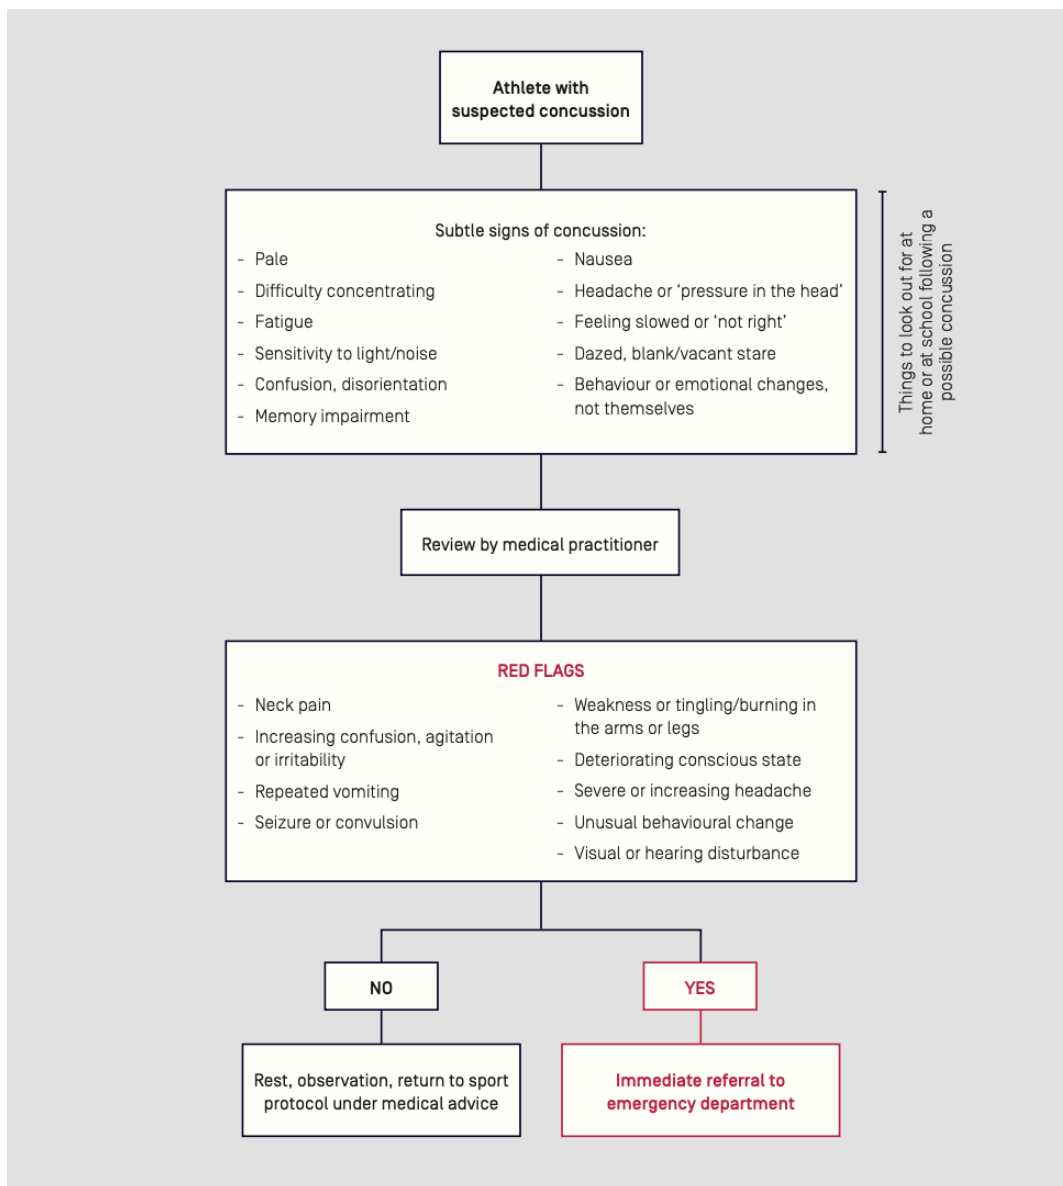 Athlete with
suspected concussion
Subtle signs of concussion:
- Pale
- Difficulty concentrating
- Fatigue
- Sensitivity to light/noise
- Confusion, disorientation
- Memory impairment
- Nausea
- Headache or ‘pressure in the head’
- Feeling slowed or ‘not right’
- Dazed, blank/vacant stare
- Behaviour or emotional changes,
not themselves
Things to look out for at
home or at school following a
possible concussion
Review by medical practitioner
RED FLAGS
- Neck pain
- Increasing confusion, agitation
or irritability
- Repeated vomiting
- Seizure or convulsion
- Weakness or tingling/burning in
the arms or legs
- Deteriorating conscious state
- Severe or increasing headache
- Unusual behavioural change
- Visual or hearing disturbance
NO
YES
Rest, observation, return to sport
protocol under medical advice
Immediate referral to
emergency department